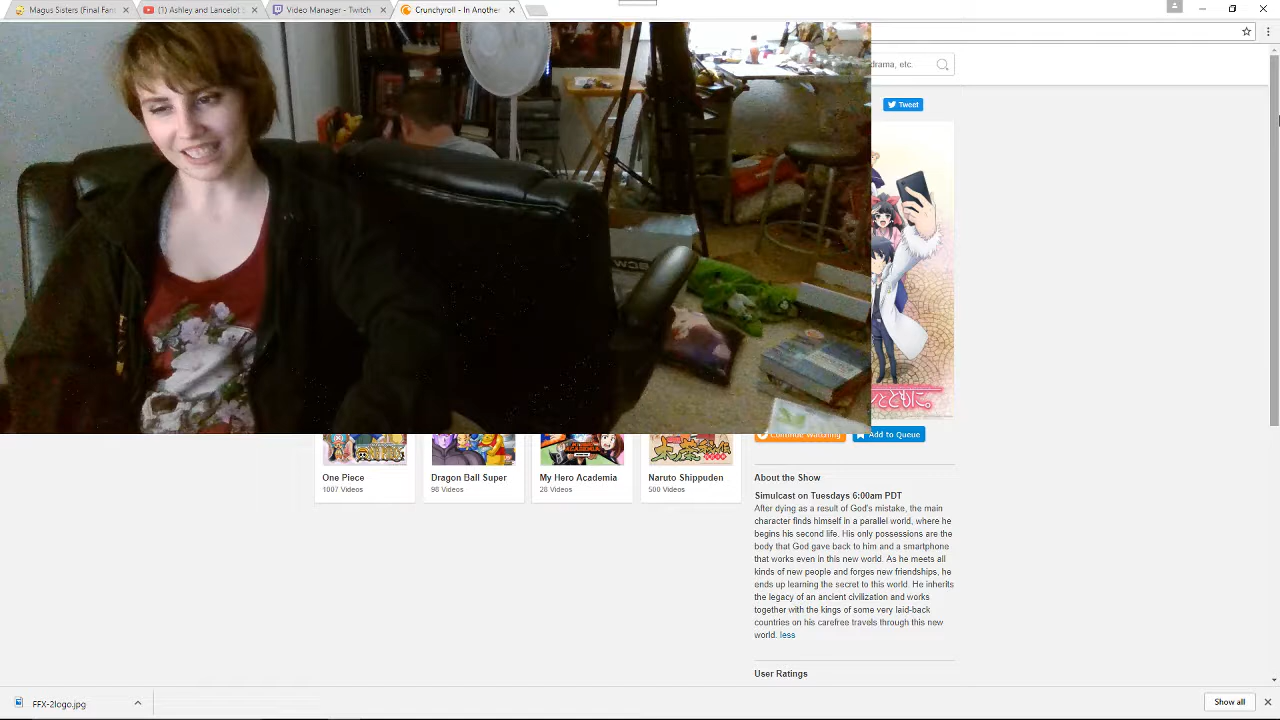 Magus Sisters (Final Fan
(1) Ashley and Lancelot S
Video Manager - Twitch
Crunchyroll - In Another
drama, etc.
Tweet
とともに。
Continue Watching
Add to Queue
One Piece
1007 Videos
Dragon Ball Super
98 Videos
My Hero Academia
28 Videos
Naruto Shippuden
500 Videos
About the Show
Simulcast on Tuesdays 6:00am PDT
After dying as a result of God's mistake, the main
character finds himself in a parallel world, where he
begins his second life. His only possessions are the
body that God gave back to him and a smartphone
that works even in this new world. As he meets all
kinds of new people and forges new friendships, he
ends up learning the secret to this world. He inherits
the legacy of an ancient civilization and works
together with the kings of some very laid-back
countries on his carefree travels through this new
world. less
User Ratings
FFX-2logo.jpg
Show all